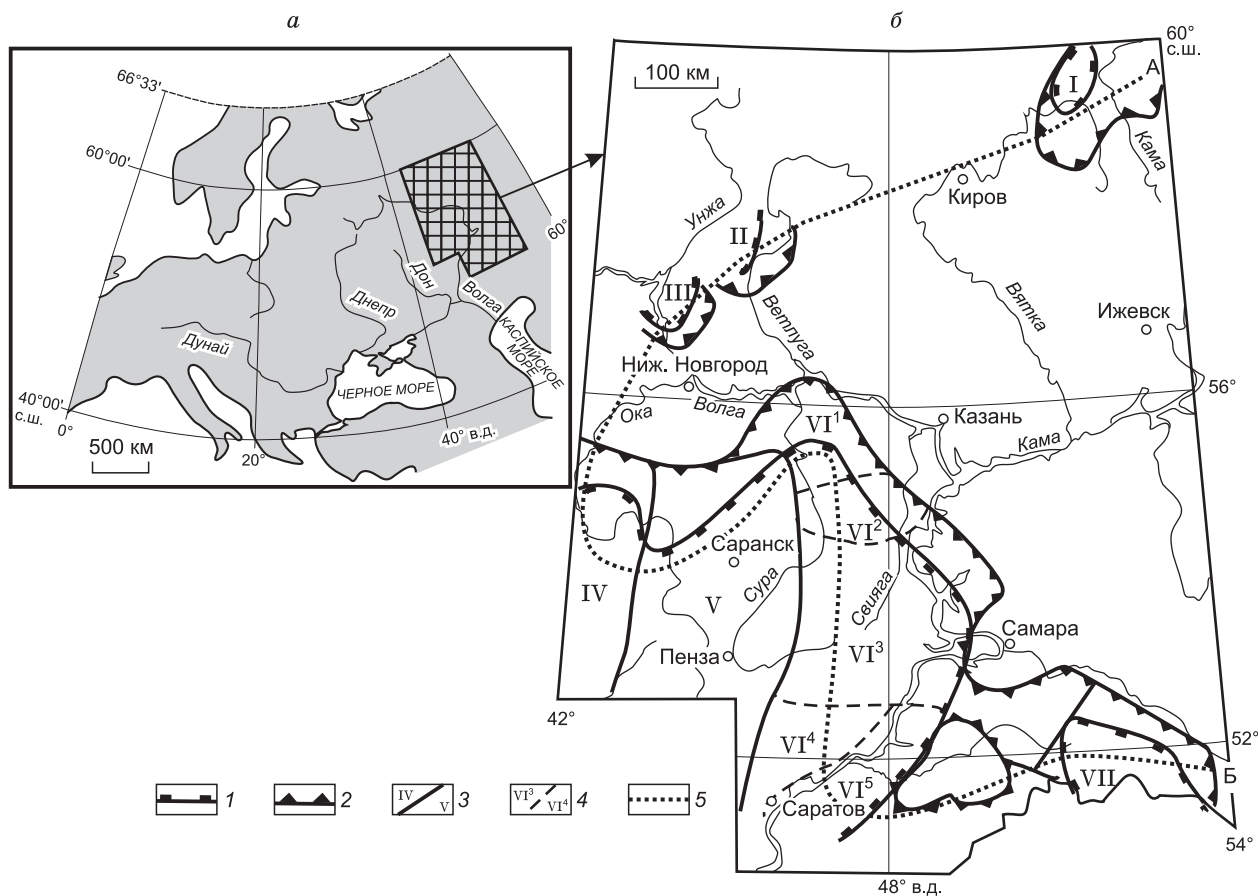 а
66°33'
60°00'
60°
Дон
Волга
Днепр
Дунай
КАСПИЙСКОЕ
МОРЕ
ЧЕРНОЕ МОРЕ
40°00'
с.ш.
0°
20°
40° в.д.
500 км
б
60°
с.ш.
100 км
I
А
Кама
Киров
Унжа
II
III
Ветлуга
Вятка
Ижевск
Ниж. Новгород
56°
Ока
Волга
VI¹
Казань
Кама
VI²
Саранск
IV
V
Сура
Свияга
Самара
Пенза
VI³
42°
52°
VI⁴
Б
VI⁵
VII
Саратов
54°
48° в.д.
1
2
IV
V
3
VI³
VI⁴
4
5